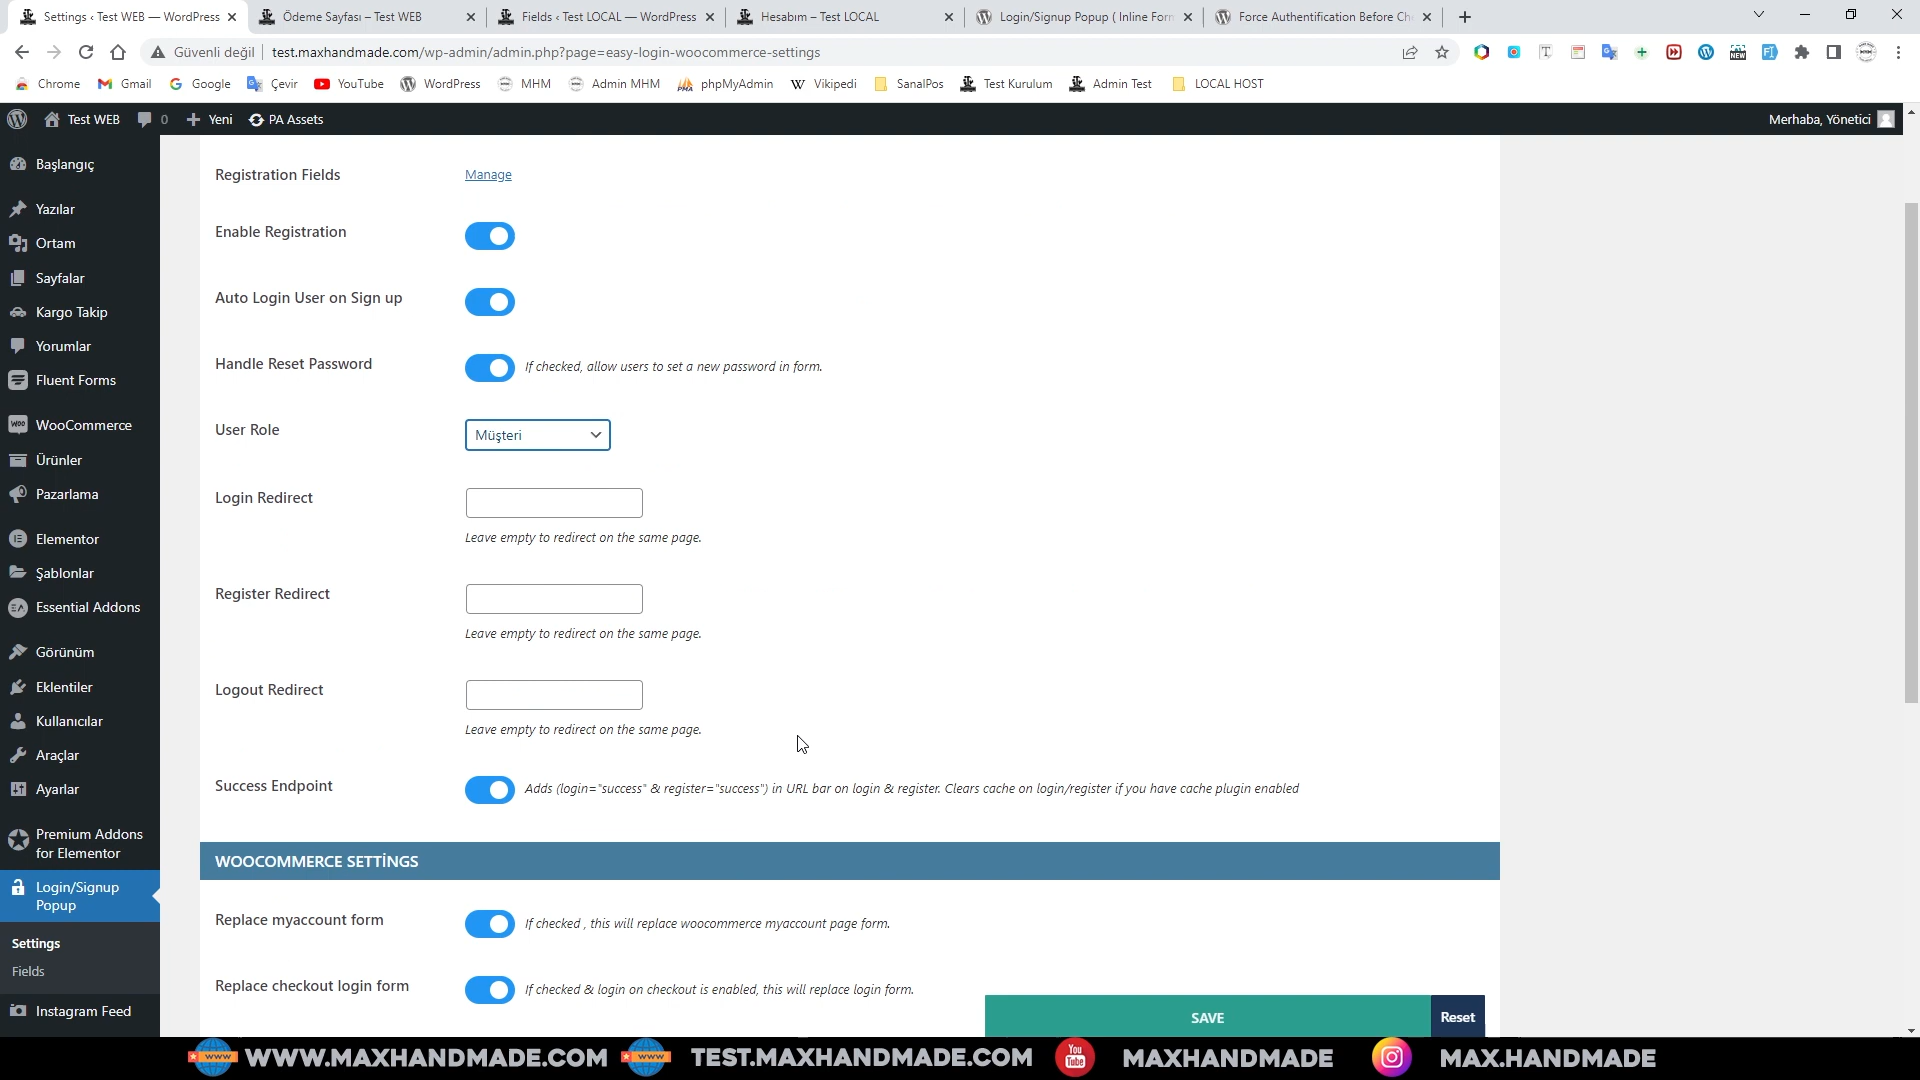 Settings ‹ Test WEB — WordPress
Ödeme Sayfası – Test WEB
Fields ‹ Test LOCAL — WordPress
Hesabım – Test LOCAL
Login/Signup Popup ( Inline Form
Force Authentification Before Ch
Güvenli değil
test.maxhandmade.com/wp-admin/admin.php?page=easy-login-woocommerce-settings
Chrome
Gmail
Google
Çevir
YouTube
WordPress
MHM
Admin MHM
phpMyAdmin
Vikipedi
SanalPos
Test Kurulum
Admin Test
LOCAL HOST
Test WEB
0
Yeni
PA Assets
Merhaba, Yönetici
Başlangıç
Yazılar
Ortam
Sayfalar
Kargo Takip
Yorumlar
Fluent Forms
WooCommerce
Ürünler
Pazarlama
Elementor
Şablonlar
Essential Addons
Görünüm
Eklentiler
Kullanıcılar
Araçlar
Ayarlar
Premium Addons
for Elementor
Login/Signup
Popup
Settings
Fields
Instagram Feed
Registration Fields
Manage
Enable Registration
Auto Login User on Sign up
Handle Reset Password
If checked, allow users to set a new password in form.
User Role
Müşteri
Login Redirect
Leave empty to redirect on the same page.
Register Redirect
Leave empty to redirect on the same page.
Logout Redirect
Leave empty to redirect on the same page.
Success Endpoint
Adds (login="success" & register="success") in URL bar on login & register. Clears cache on login/register if you have cache plugin enabled
WOOCOMMERCE SETTİNGS
Replace myaccount form
If checked , this will replace woocommerce myaccount page form.
Replace checkout login form
If checked & login on checkout is enabled, this will replace login form.
SAVE
Reset
WWW.MAXHANDMADE.COM
TEST.MAXHANDMADE.COM
MAXHANDMADE
MAX.HANDMADE